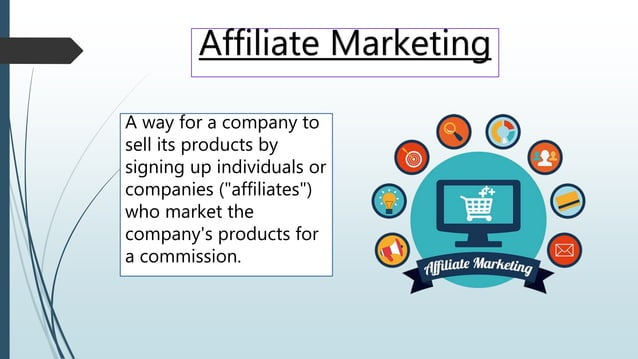 Affiliate Marketing
A way for a company to
sell its products by
signing up individuals or
companies ("affiliates")
who market the
company's products for
a commission.
Affiliate Marketing